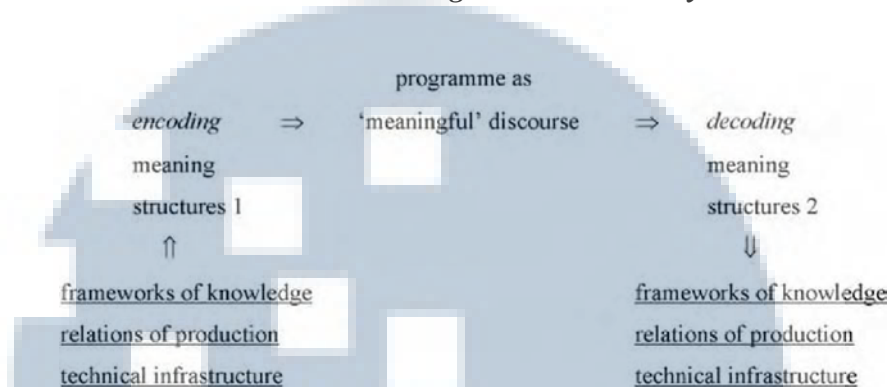 programme as
encoding ⇒ ‘meaningful’ discourse ⇒ decoding
meaning meaning
structures 1 structures 2
⇑ ⇓
frameworks of knowledge frameworks of knowledge
relations of production relations of production
technical infrastructure technical infrastructure